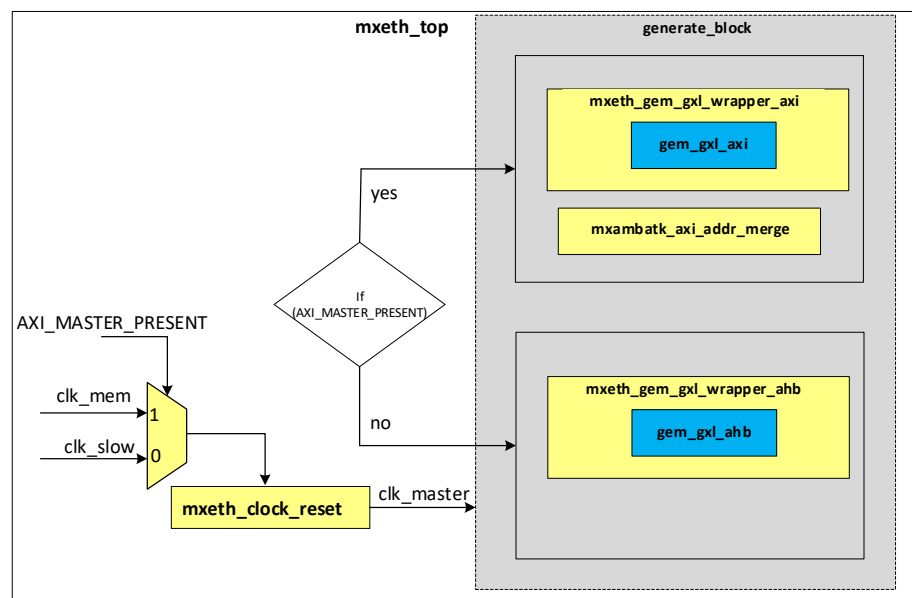 mxeth_top
generate_block
mxeth_gem_gxl_wrapper_axi
gem_gxl_axi
yes
mxambatk_axi_addr_merge
If
(AXI_MASTER_PRESENT)
AXI_MASTER_PRESENT
clk_mem
1
clk_slow
0
no
mxeth_gem_gxl_wrapper_ahb
gem_gxl_ahb
mxeth_clock_reset
clk_master